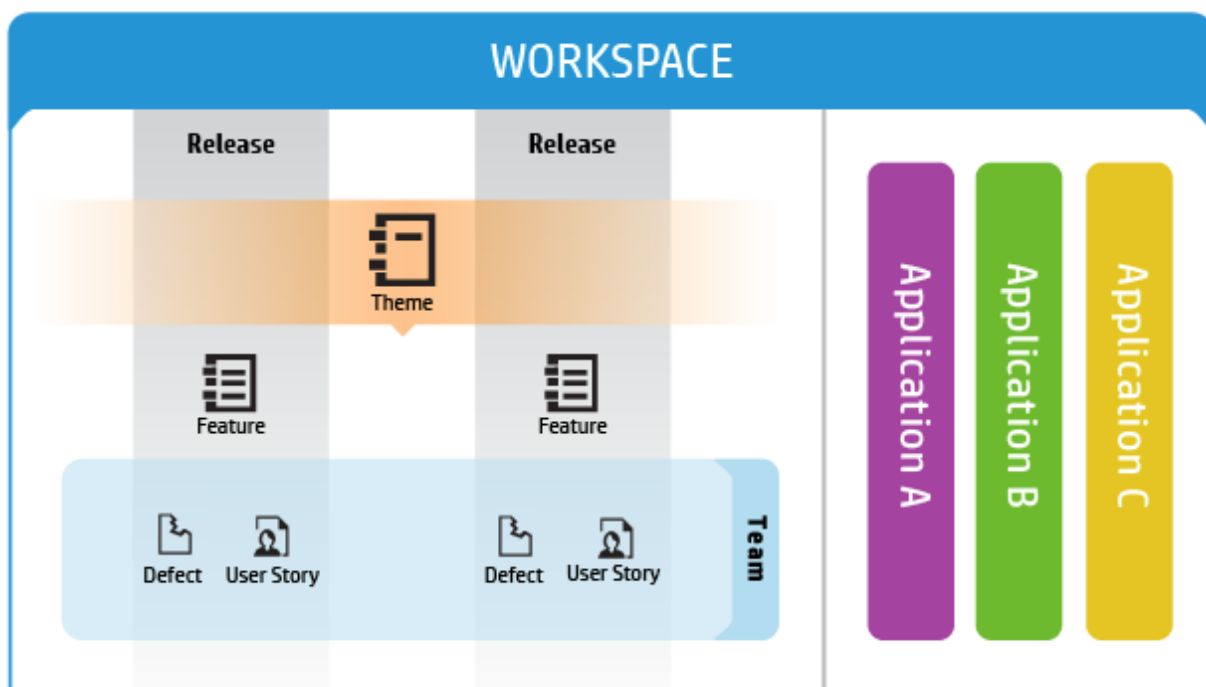 WORKSPACE
Release
Release
Theme
Feature
Feature
Defect
User Story
Defect
User Story
Team
Application A
Application B
Application C